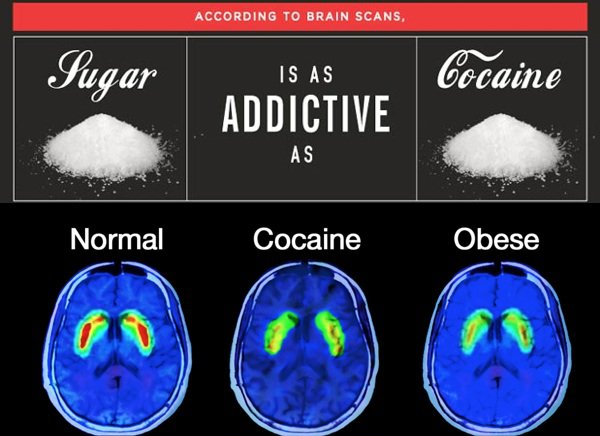 ACCORDING TO BRAIN SCANS,
Sugar
IS AS
ADDICTIVE
AS
Cocaine
Normal
Cocaine
Obese